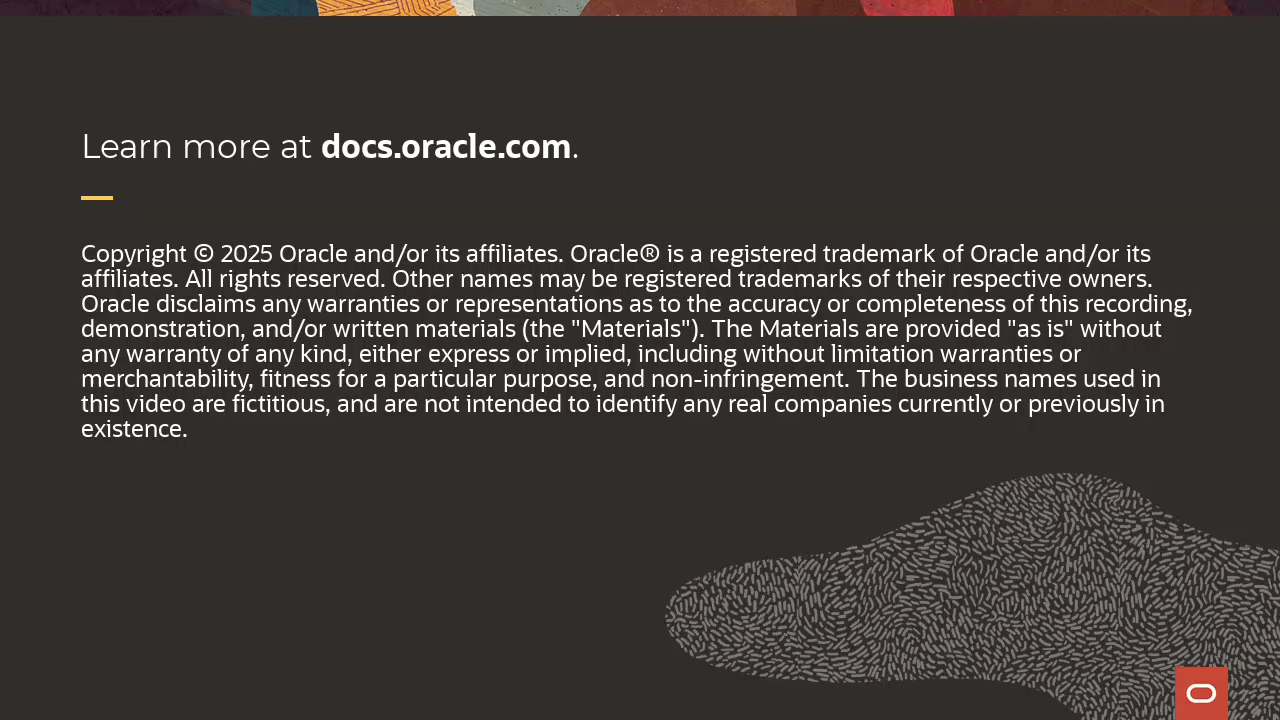 Learn more at docs.oracle.com.
Copyright © 2025 Oracle and/or its affiliates. Oracle® is a registered trademark of Oracle and/or its
affiliates. All rights reserved. Other names may be registered trademarks of their respective owners.
Oracle disclaims any warranties or representations as to the accuracy or completeness of this recording,
demonstration, and/or written materials (the "Materials"). The Materials are provided "as is" without
any warranty of any kind, either express or implied, including without limitation warranties or
merchantability, fitness for a particular purpose, and non-infringement. The business names used in
this video are fictitious, and are not intended to identify any real companies currently or previously in
existence.